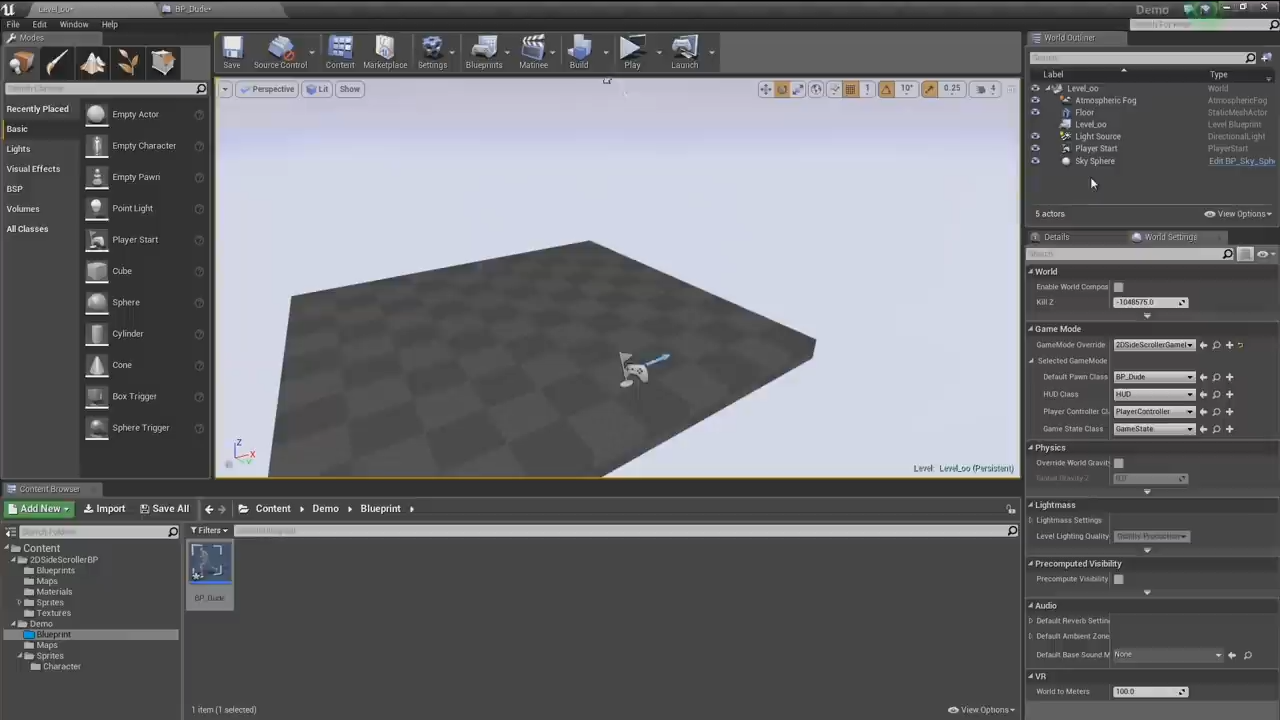 Level_oo•
BP_Dude•
Demo
File Edit Window Help
Modes
Recently Placed
Basic
Lights
Visual Effects
BSP
Volumes
All Classes
Empty Actor
Empty Character
Empty Pawn
Point Light
Player Start
Cube
Sphere
Cylinder
Cone
Box Trigger
Sphere Trigger
Save Source Control Content Marketplace Settings Blueprints Matinee Build Play Launch
Perspective Lit Show
1 10° 0.25 4
Z
X
Level: Level_oo (Persistent)
World Outliner
Label Type
Level_oo World
Atmospheric Fog AtmosphericFog
Floor StaticMeshActor
Level_oo Level Blueprint
Light Source DirectionalLight
Player Start PlayerStart
Sky Sphere Edit BP_Sky_Sph
5 actors View Options
Details World Settings
World
Enable World Compos
Kill Z -1048575.0
Game Mode
GameMode Override 2DSideScrollerGameI
Selected GameMode
Default Pawn Class BP_Dude
HUD Class HUD
Player Controller Cl PlayerController
Game State Class GameState
Physics
Override World Gravit
Lightmass
Lightmass Settings
Level Lighting Quality
Precomputed Visibility
Precompute Visibility
Audio
Default Reverb Settin
Default Ambient Zone
Default Base Sound M None
VR
World to Meters 100.0
Content Browser
Add New Import Save All Content Demo Blueprint
Search Folders
Filters
Content
2DSideScrollerBP
Blueprints
Maps
Materials
Sprites
Textures
Demo
Blueprint
Maps
Sprites
Character
BP_Dude
1 item (1 selected) View Options